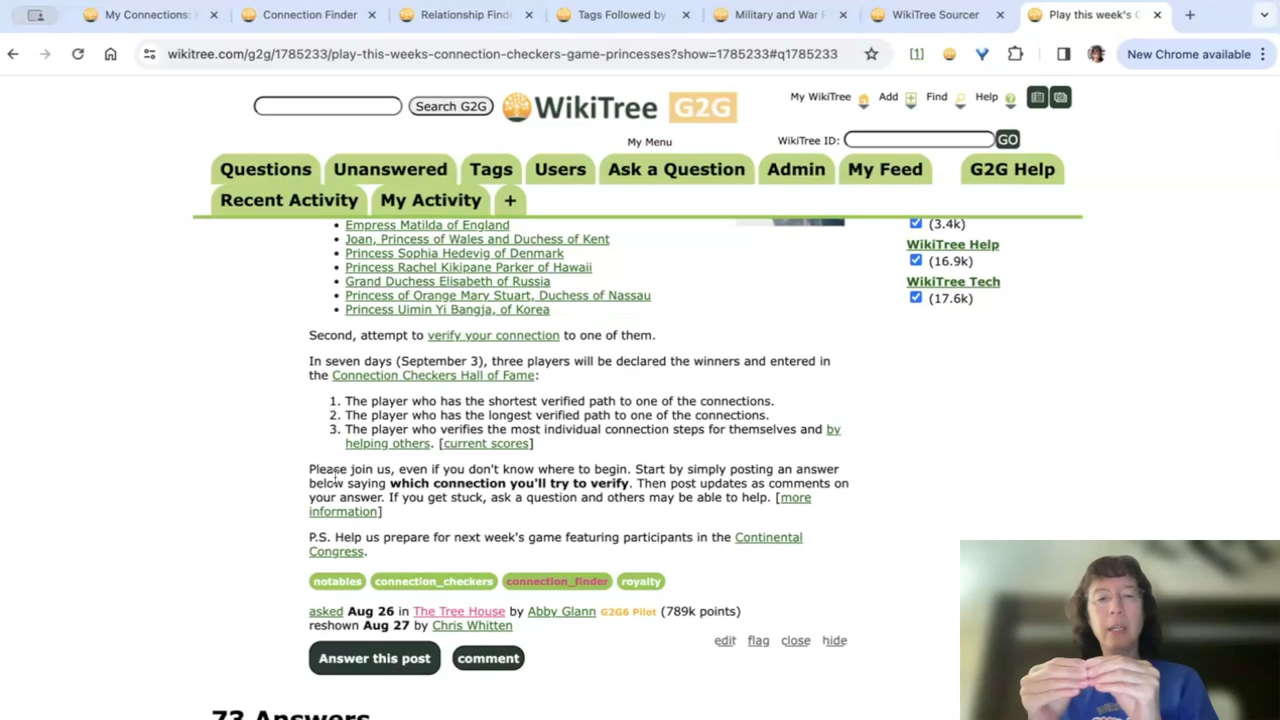 My Connections:
Connection Finder
Relationship Find
Tags Followed by
Military and War
WikiTree Sourcer
Play this week's C
wikitree.com/g2g/1785233/play-this-weeks-connection-checkers-game-princesses?show=1785233#q1785233
[1]
New Chrome available
Search G2G
WikiTree G2G
My WikiTree Add Find Help
My Menu
WikiTree ID: GO
Questions Unanswered Tags Users Ask a Question Admin My Feed G2G Help
Recent Activity My Activity +
Empress Matilda of England
Joan, Princess of Wales and Duchess of Kent
Princess Sophia Hedevig of Denmark
Princess Rachel Kikipane Parker of Hawaii
Grand Duchess Elisabeth of Russia
Princess of Orange Mary Stuart, Duchess of Nassau
Princess Uimin Yi Bangja, of Korea
(3.4k)
WikiTree Help
(16.9k)
WikiTree Tech
(17.6k)
Second, attempt to verify your connection to one of them.
In seven days (September 3), three players will be declared the winners and entered in
the Connection Checkers Hall of Fame:
1. The player who has the shortest verified path to one of the connections.
2. The player who has the longest verified path to one of the connections.
3. The player who verifies the most individual connection steps for themselves and by
helping others. [current scores]
Please join us, even if you don't know where to begin. Start by simply posting an answer
below saying which connection you'll try to verify. Then post updates as comments on
your answer. If you get stuck, ask a question and others may be able to help. [more
information]
P.S. Help us prepare for next week's game featuring participants in the Continental
Congress.
notables connection_checkers connection_finder royalty
asked Aug 26 in The Tree House by Abby Glann G2G6 Pilot (789k points)
reshown Aug 27 by Chris Whitten
edit flag close hide
Answer this post comment
73 Answers